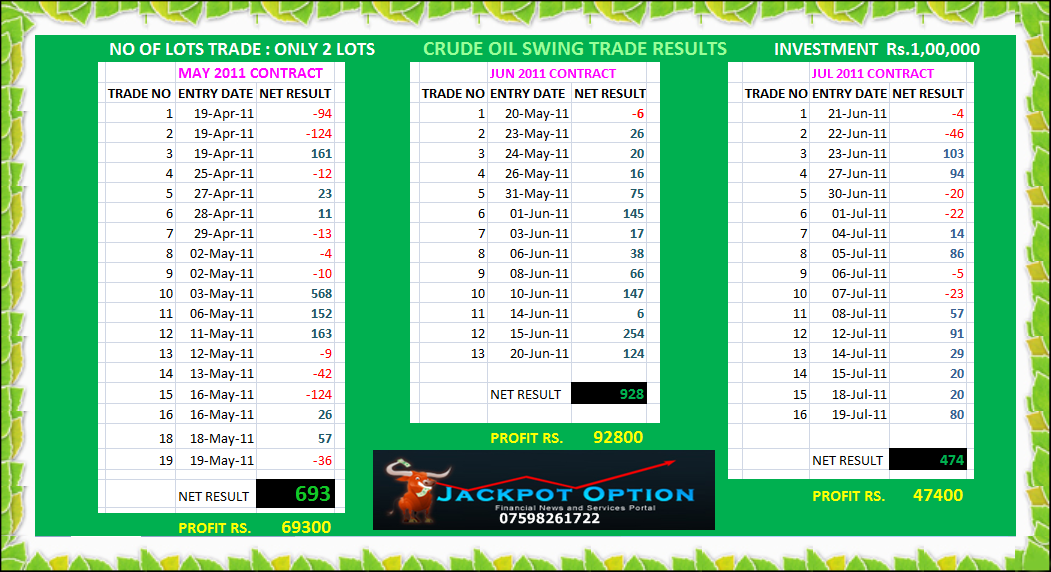 NO OF LOTS TRADE : ONLY 2 LOTS
CRUDE OIL SWING TRADE RESULTS
INVESTMENT Rs.1,00,000
MAY 2011 CONTRACT
TRADE NO ENTRY DATE NET RESULT
1 19-Apr-11 -94
2 19-Apr-11 -124
3 19-Apr-11 161
4 25-Apr-11 -12
5 27-Apr-11 23
6 28-Apr-11 11
7 29-Apr-11 -13
8 02-May-11 -4
9 02-May-11 -10
10 03-May-11 568
11 06-May-11 152
12 11-May-11 163
13 12-May-11 -9
14 13-May-11 -42
15 16-May-11 -124
16 16-May-11 26
18 18-May-11 57
19 19-May-11 -36
NET RESULT 693
PROFIT RS. 69300
JUN 2011 CONTRACT
TRADE NO ENTRY DATE NET RESULT
1 20-May-11 -6
2 23-May-11 26
3 24-May-11 20
4 26-May-11 16
5 31-May-11 75
6 01-Jun-11 145
7 03-Jun-11 17
8 06-Jun-11 38
9 08-Jun-11 66
10 10-Jun-11 147
11 14-Jun-11 6
12 15-Jun-11 254
13 20-Jun-11 124
NET RESULT 928
PROFIT RS. 92800
JACKPOT OPTION
Financial News and Services Portal
07598261722
JUL 2011 CONTRACT
TRADE NO ENTRY DATE NET RESULT
1 21-Jun-11 -4
2 22-Jun-11 -46
3 23-Jun-11 103
4 27-Jun-11 94
5 30-Jun-11 -20
6 01-Jul-11 -22
7 04-Jul-11 14
8 05-Jul-11 86
9 06-Jul-11 -5
10 07-Jul-11 -23
11 08-Jul-11 57
12 12-Jul-11 91
13 14-Jul-11 29
14 15-Jul-11 20
15 18-Jul-11 20
16 19-Jul-11 80
NET RESULT 474
PROFIT RS. 47400